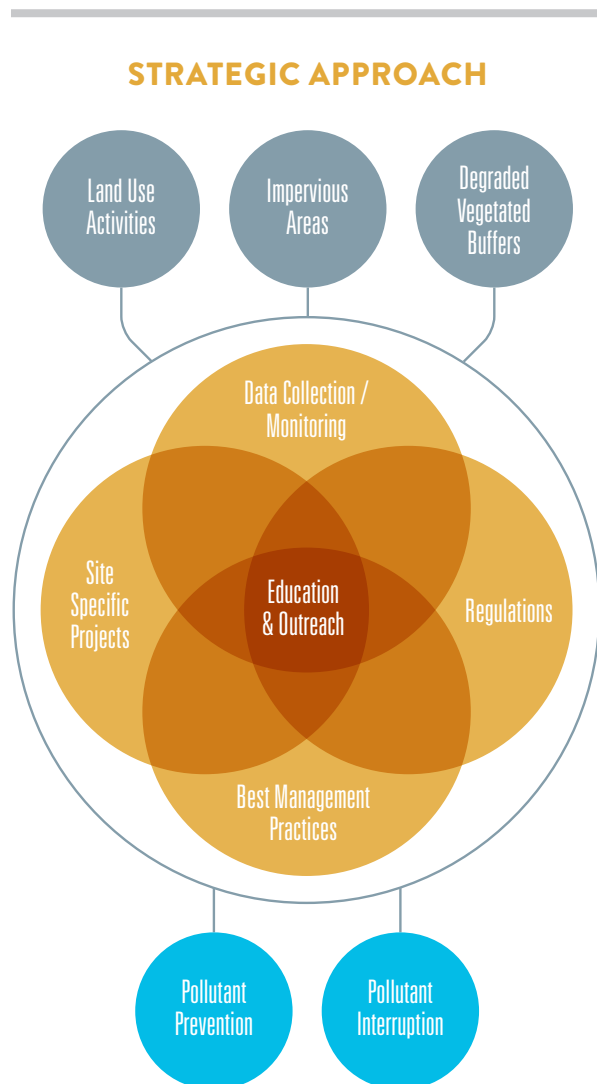 STRATEGIC APPROACH
Land Use
Activities
Impervious
Areas
Degraded
Vegetated
Buffers
Data Collection /
Monitoring
Site
Specific
Projects
Education
& Outreach
Regulations
Best Management
Practices
Pollutant
Prevention
Pollutant
Interruption